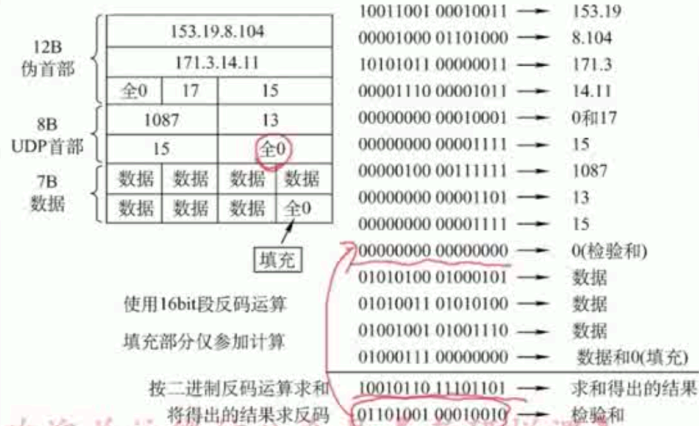 12B
伪首部
153.19.8.104
171.3.14.11
全0 17 15
8B
UDP首部
1087 13
15 全0
7B
数据
数据 数据 数据 数据
数据 数据 数据 全0
填充
使用16bit段反码运算
填充部分仅参加计算
10011001 00010011 → 153.19
00001000 01101000 → 8.104
10101011 00000011 → 171.3
00001110 00001011 → 14.11
00000000 00010001 → 0和17
00000000 00001111 → 15
00000100 00111111 → 1087
00000000 00001101 → 13
00000000 00001111 → 15
00000000 00000000 → 0(检验和)
01010100 01000101 → 数据
01010011 01010100 → 数据
01001001 01001110 → 数据
01000111 00000000 → 数据和0(填充)
按二进制反码运算求和 10010110 11101101 → 求和得出的结果
将得出的结果求反码 01101001 00010010 → 检验和